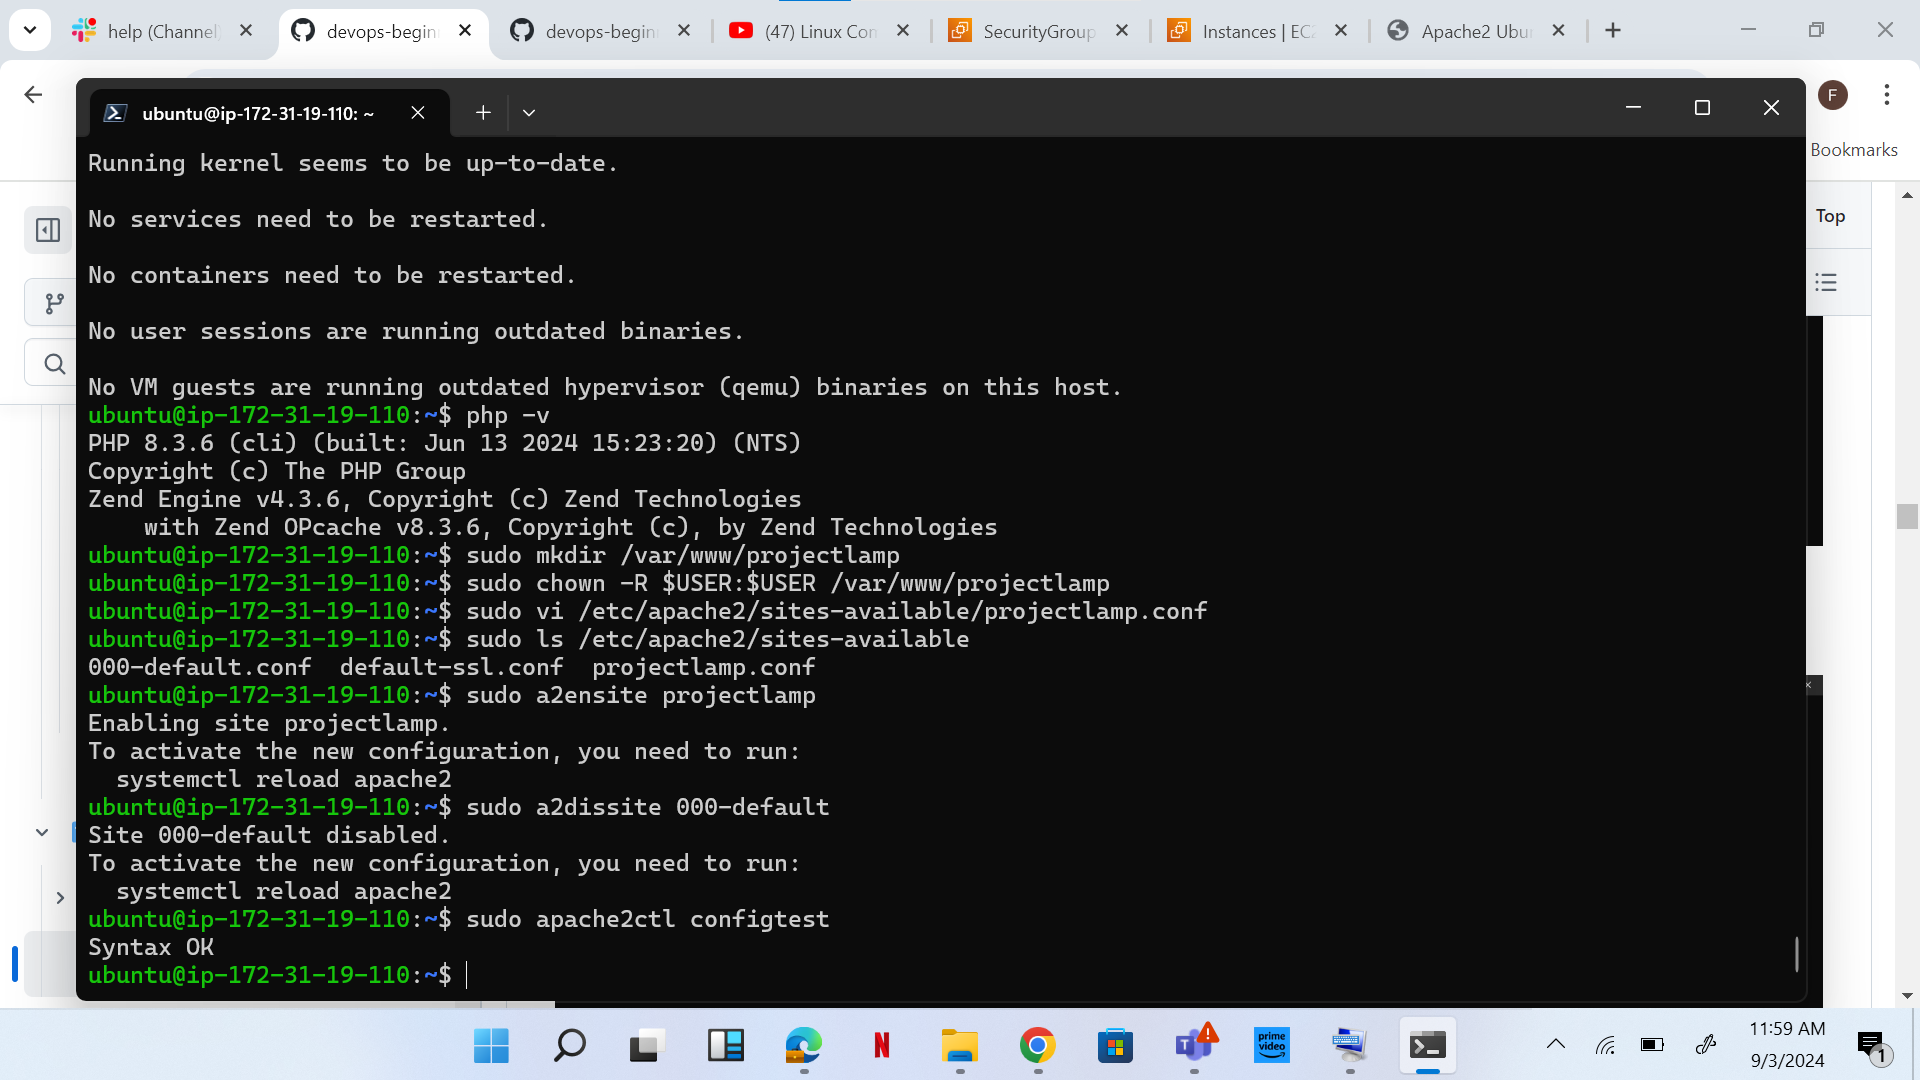 help (Channel
devops-begin
devops-begin
(47) Linux Con
SecurityGroup
Instances | EC2
Apache2 Ubu
ubuntu@ip-172-31-19-110: ~
F
Bookmarks
Top
Running kernel seems to be up-to-date.
No services need to be restarted.
No containers need to be restarted.
No user sessions are running outdated binaries.
No VM guests are running outdated hypervisor (qemu) binaries on this host.
ubuntu@ip-172-31-19-110:~$ php -v
PHP 8.3.6 (cli) (built: Jun 13 2024 15:23:20) (NTS)
Copyright (c) The PHP Group
Zend Engine v4.3.6, Copyright (c) Zend Technologies
    with Zend OPcache v8.3.6, Copyright (c), by Zend Technologies
ubuntu@ip-172-31-19-110:~$ sudo mkdir /var/www/projectlamp
ubuntu@ip-172-31-19-110:~$ sudo chown -R $USER:$USER /var/www/projectlamp
ubuntu@ip-172-31-19-110:~$ sudo vi /etc/apache2/sites-available/projectlamp.conf
ubuntu@ip-172-31-19-110:~$ sudo ls /etc/apache2/sites-available
000-default.conf  default-ssl.conf  projectlamp.conf
ubuntu@ip-172-31-19-110:~$ sudo a2ensite projectlamp
Enabling site projectlamp.
To activate the new configuration, you need to run:
  systemctl reload apache2
ubuntu@ip-172-31-19-110:~$ sudo a2dissite 000-default
Site 000-default disabled.
To activate the new configuration, you need to run:
  systemctl reload apache2
ubuntu@ip-172-31-19-110:~$ sudo apache2ctl configtest
Syntax OK
ubuntu@ip-172-31-19-110:~$
N
prime video
11:59 AM
9/3/2024
1